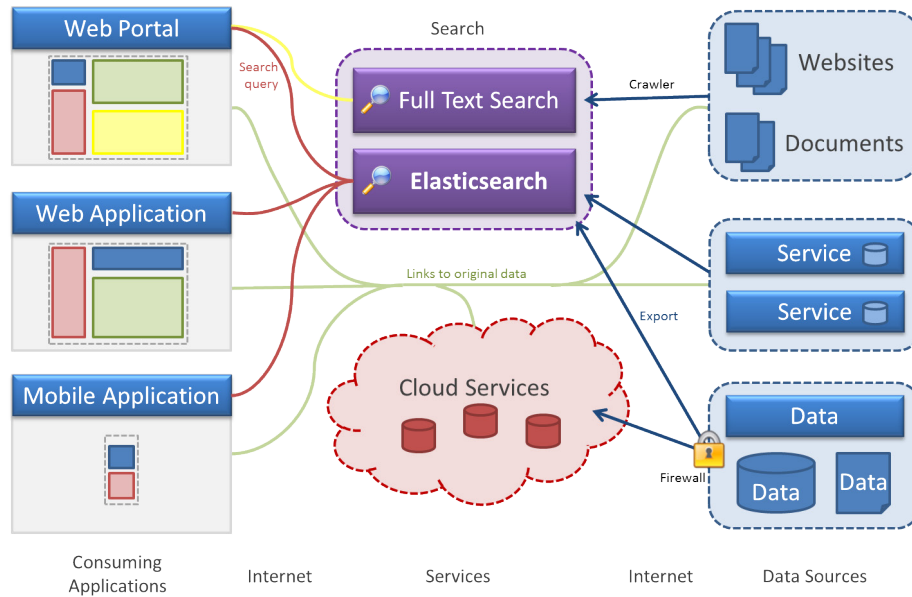 Web Portal
Search
query
Web Application
Mobile Application
Search
Full Text Search
Elasticsearch
Links to original data
Cloud Services
Crawler
Export
Firewall
Websites
Documents
Service
Service
Data
Data
Data
Consuming
Applications
Internet
Services
Internet
Data Sources